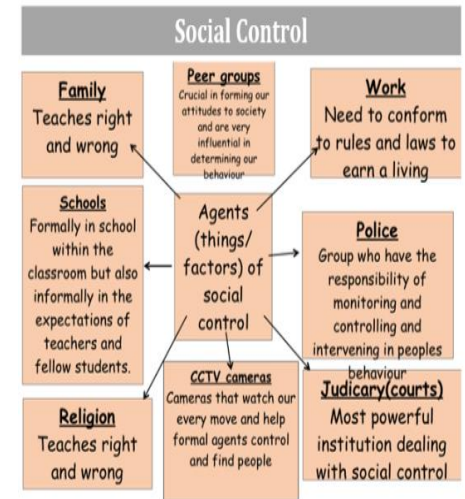 Social Control
Family
Teaches right
and wrong
Peer groups
Crucial in forming our
attitudes to society
and are very
influential in
determining our
behaviour
Work
Need to conform
to rules and laws to
earn a living
Schools
Formally in school
within the
classroom but also
informally in the
expectations of
teachers and
fellow students.
Agents
(things/
factors) of
social
control
Police
Group who have the
responsibility of
monitoring and
controlling and
intervening in peoples
behaviour
Religion
Teaches right
and wrong
CCTV cameras
Cameras that watch our
every move and help
formal agents control
and find people
Judicary(courts)
Most powerful
institution dealing
with social control